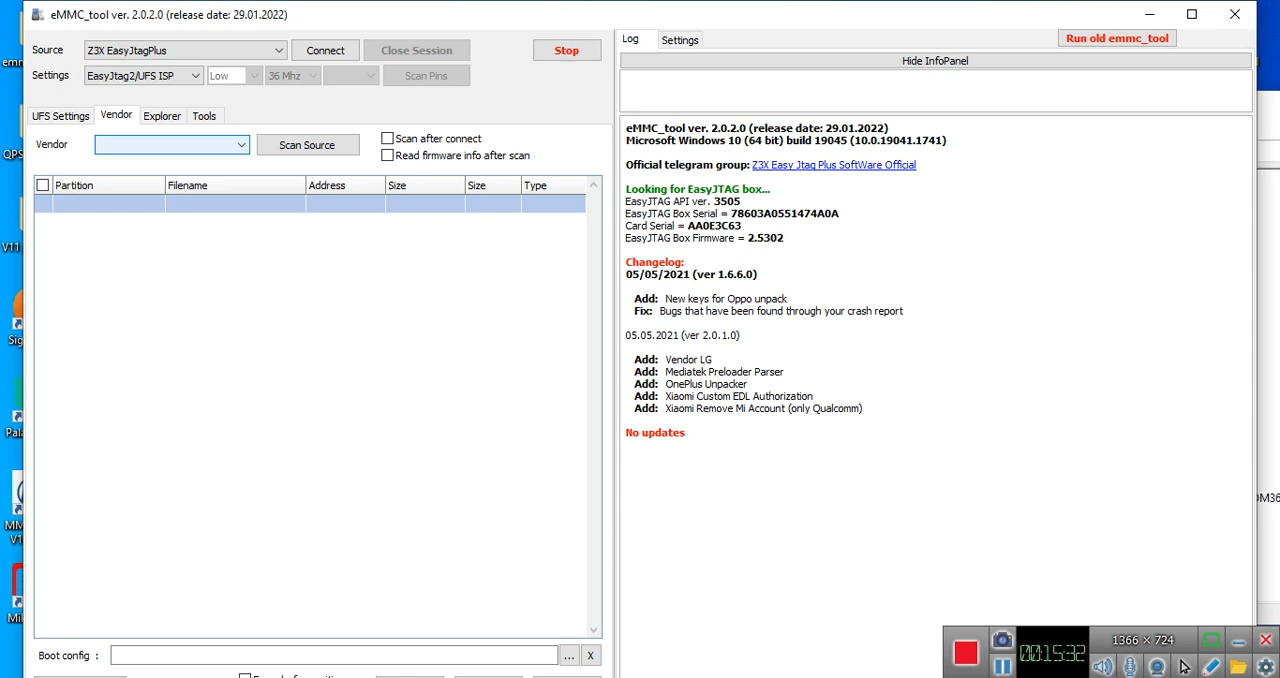 eMMC_tool ver. 2.0.2.0 (release date: 29.01.2022)
Source Z3X EasyJtagPlus Connect Close Session Stop
Settings EasyJtag2/UFS ISP Low 36 Mhz Scan Pins
UFS Settings Vendor Explorer Tools
Vendor Scan Source Scan after connect
Read firmware info after scan
Partition Filename Address Size Size Type
Boot config : ... X
Log Settings Run old emmc_tool
Hide InfoPanel
eMMC_tool ver. 2.0.2.0 (release date: 29.01.2022)
Microsoft Windows 10 (64 bit) build 19045 (10.0.19041.1741)
Official telegram group: Z3X Easy Jtag Plus SoftWare Official
Looking for EasyJTAG box...
EasyJTAG API ver. 3505
EasyJTAG Box Serial = 78603A0551474A0A
Card Serial = AA0E3C63
EasyJTAG Box Firmware = 2.5302
Changelog:
05/05/2021 (ver 1.6.6.0)
Add: New keys for Oppo unpack
Fix: Bugs that have been found through your crash report
05.05.2021 (ver 2.0.1.0)
Add: Vendor LG
Add: Mediatek Preloader Parser
Add: OnePlus Unpacker
Add: Xiaomi Custom EDL Authorization
Add: Xiaomi Remove Mi Account (only Qualcomm)
No updates
emm
QPS
V11
Sig
Pala
MM
V1
Mil
00:15:32 1366 × 724